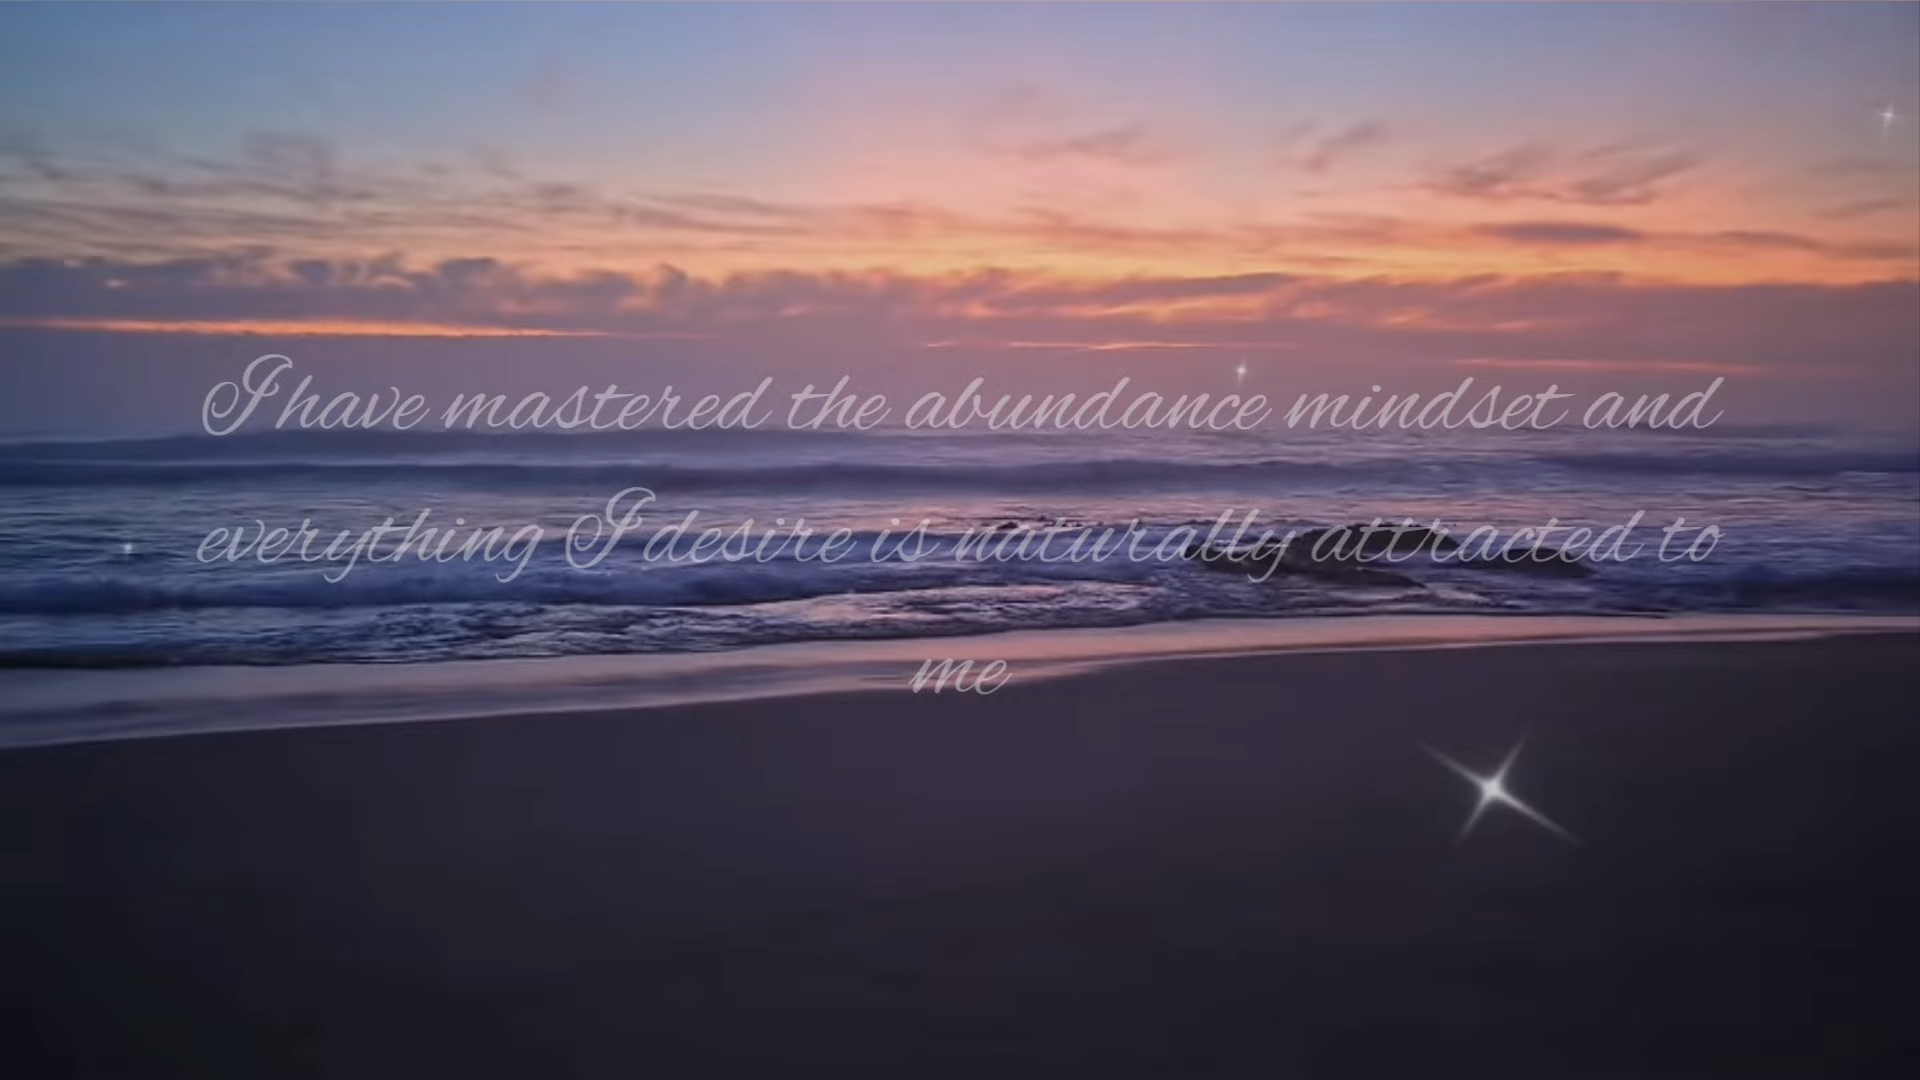 I have mastered the abundance mindset and
everything I desire is naturally attracted to
me